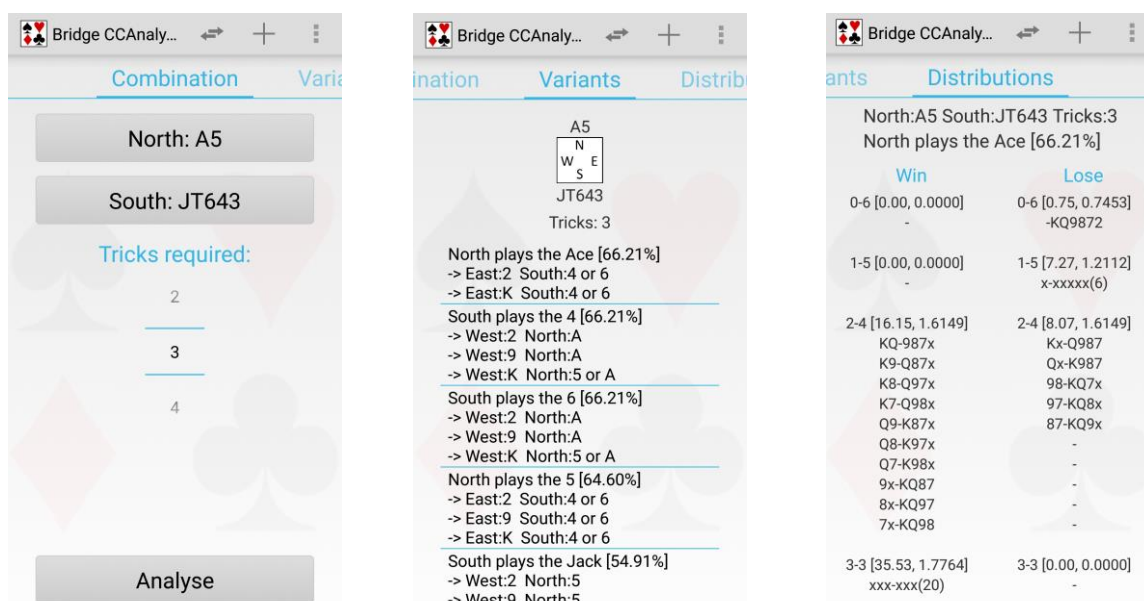 Bridge CCAnaly...
Combination Varia
North: A5
South: JT643
Tricks required:
2
3
4
Analyse
Bridge CCAnaly...
ination Variants Distrib
A5
N
W E
S
JT643
Tricks: 3
North plays the Ace [66.21%]
-> East:2 South:4 or 6
-> East:K South:4 or 6
South plays the 4 [66.21%]
-> West:2 North:A
-> West:9 North:A
-> West:K North:5 or A
South plays the 6 [66.21%]
-> West:2 North:A
-> West:9 North:A
-> West:K North:5 or A
North plays the 5 [64.60%]
-> East:2 South:4 or 6
-> East:9 South:4 or 6
-> East:K South:4 or 6
South plays the Jack [54.91%]
-> West:2 North:5
-> West:9 North:5
Bridge CCAnaly...
ants Distributions
North:A5 South:JT643 Tricks:3
North plays the Ace [66.21%]
Win Lose
0-6 [0.00, 0.0000] 0-6 [0.75, 0.7453]
- -KQ9872
1-5 [0.00, 0.0000] 1-5 [7.27, 1.2112]
- x-xxxxx(6)
2-4 [16.15, 1.6149] 2-4 [8.07, 1.6149]
KQ-987x Kx-Q987
K9-Q87x Qx-K987
K8-Q97x 98-KQ7x
K7-Q98x 97-KQ8x
Q9-K87x 87-KQ9x
Q8-K97x -
Q7-K98x -
9x-KQ87 -
8x-KQ97 -
7x-KQ98 -
3-3 [35.53, 1.7764] 3-3 [0.00, 0.0000]
xxx-xxx(20) -